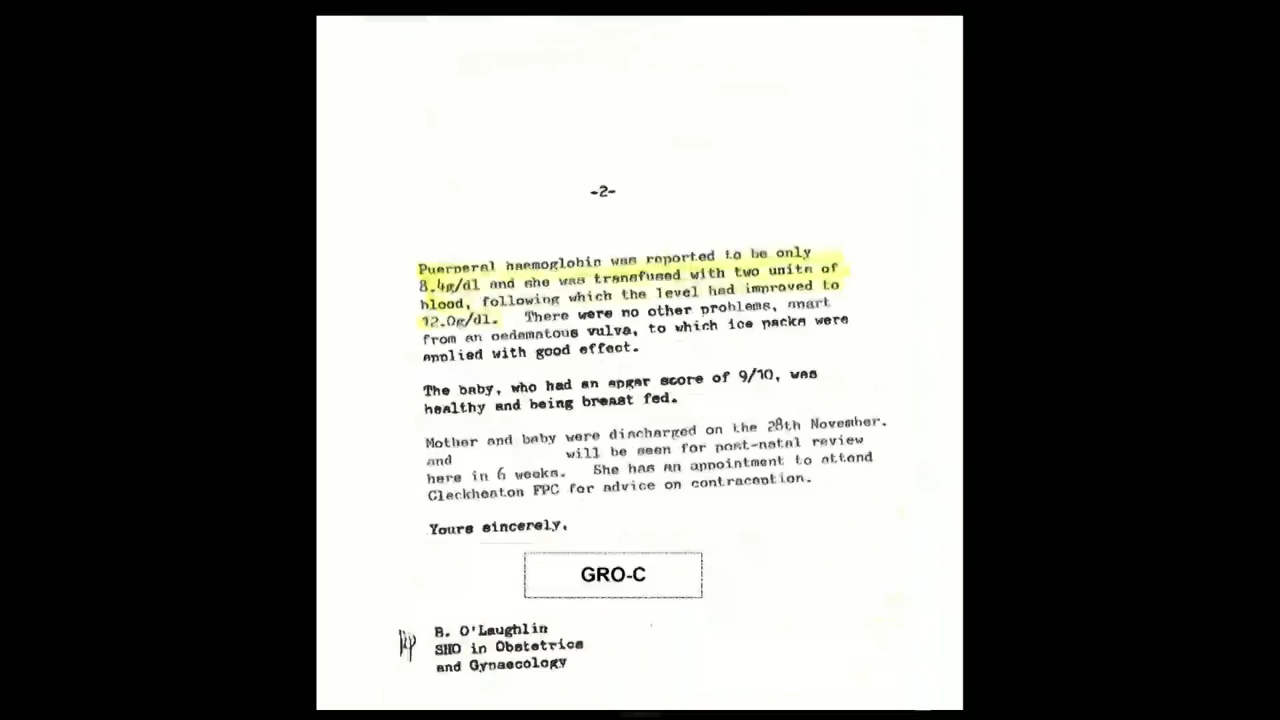 -2-
Puerperal haemoglobin was reported to be only
8.4g/dl and she was transfused with two units of
blood, following which the level had improved to
12.0g/dl. There were no other problems, apart
from an oedematous vulva, to which ice packs were
applied with good effect.
The baby, who had an apgar score of 9/10, was
healthy and being breast fed.
Mother and baby were discharged on the 28th November.
and will be seen for post-natal review
here in 6 weeks. She has an appointment to attend
Cleckheaton FPC for advice on contraception.
Yours sincerely,
GRO-C
pp
B. O'Laughlin
SHO in Obstetrics
and Gynaecology